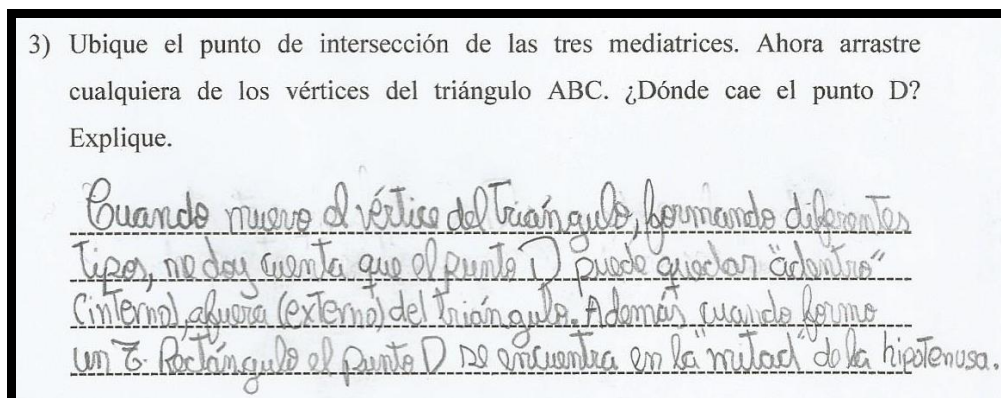 3) Ubique el punto de intersección de las tres mediatrices. Ahora arrastre
cualquiera de los vértices del triángulo ABC. ¿Dónde cae el punto D?
Explique.
Cuando muevo el vértice del Triángulo, formando diferentes
Tipos, me doy cuenta que el punto D puede quedar "adentro"
(interno), afuera (externo) del triángulo. Además cuando formo
un T. Rectángulo el punto D se encuentra en la "mitad" de la hipotenusa.